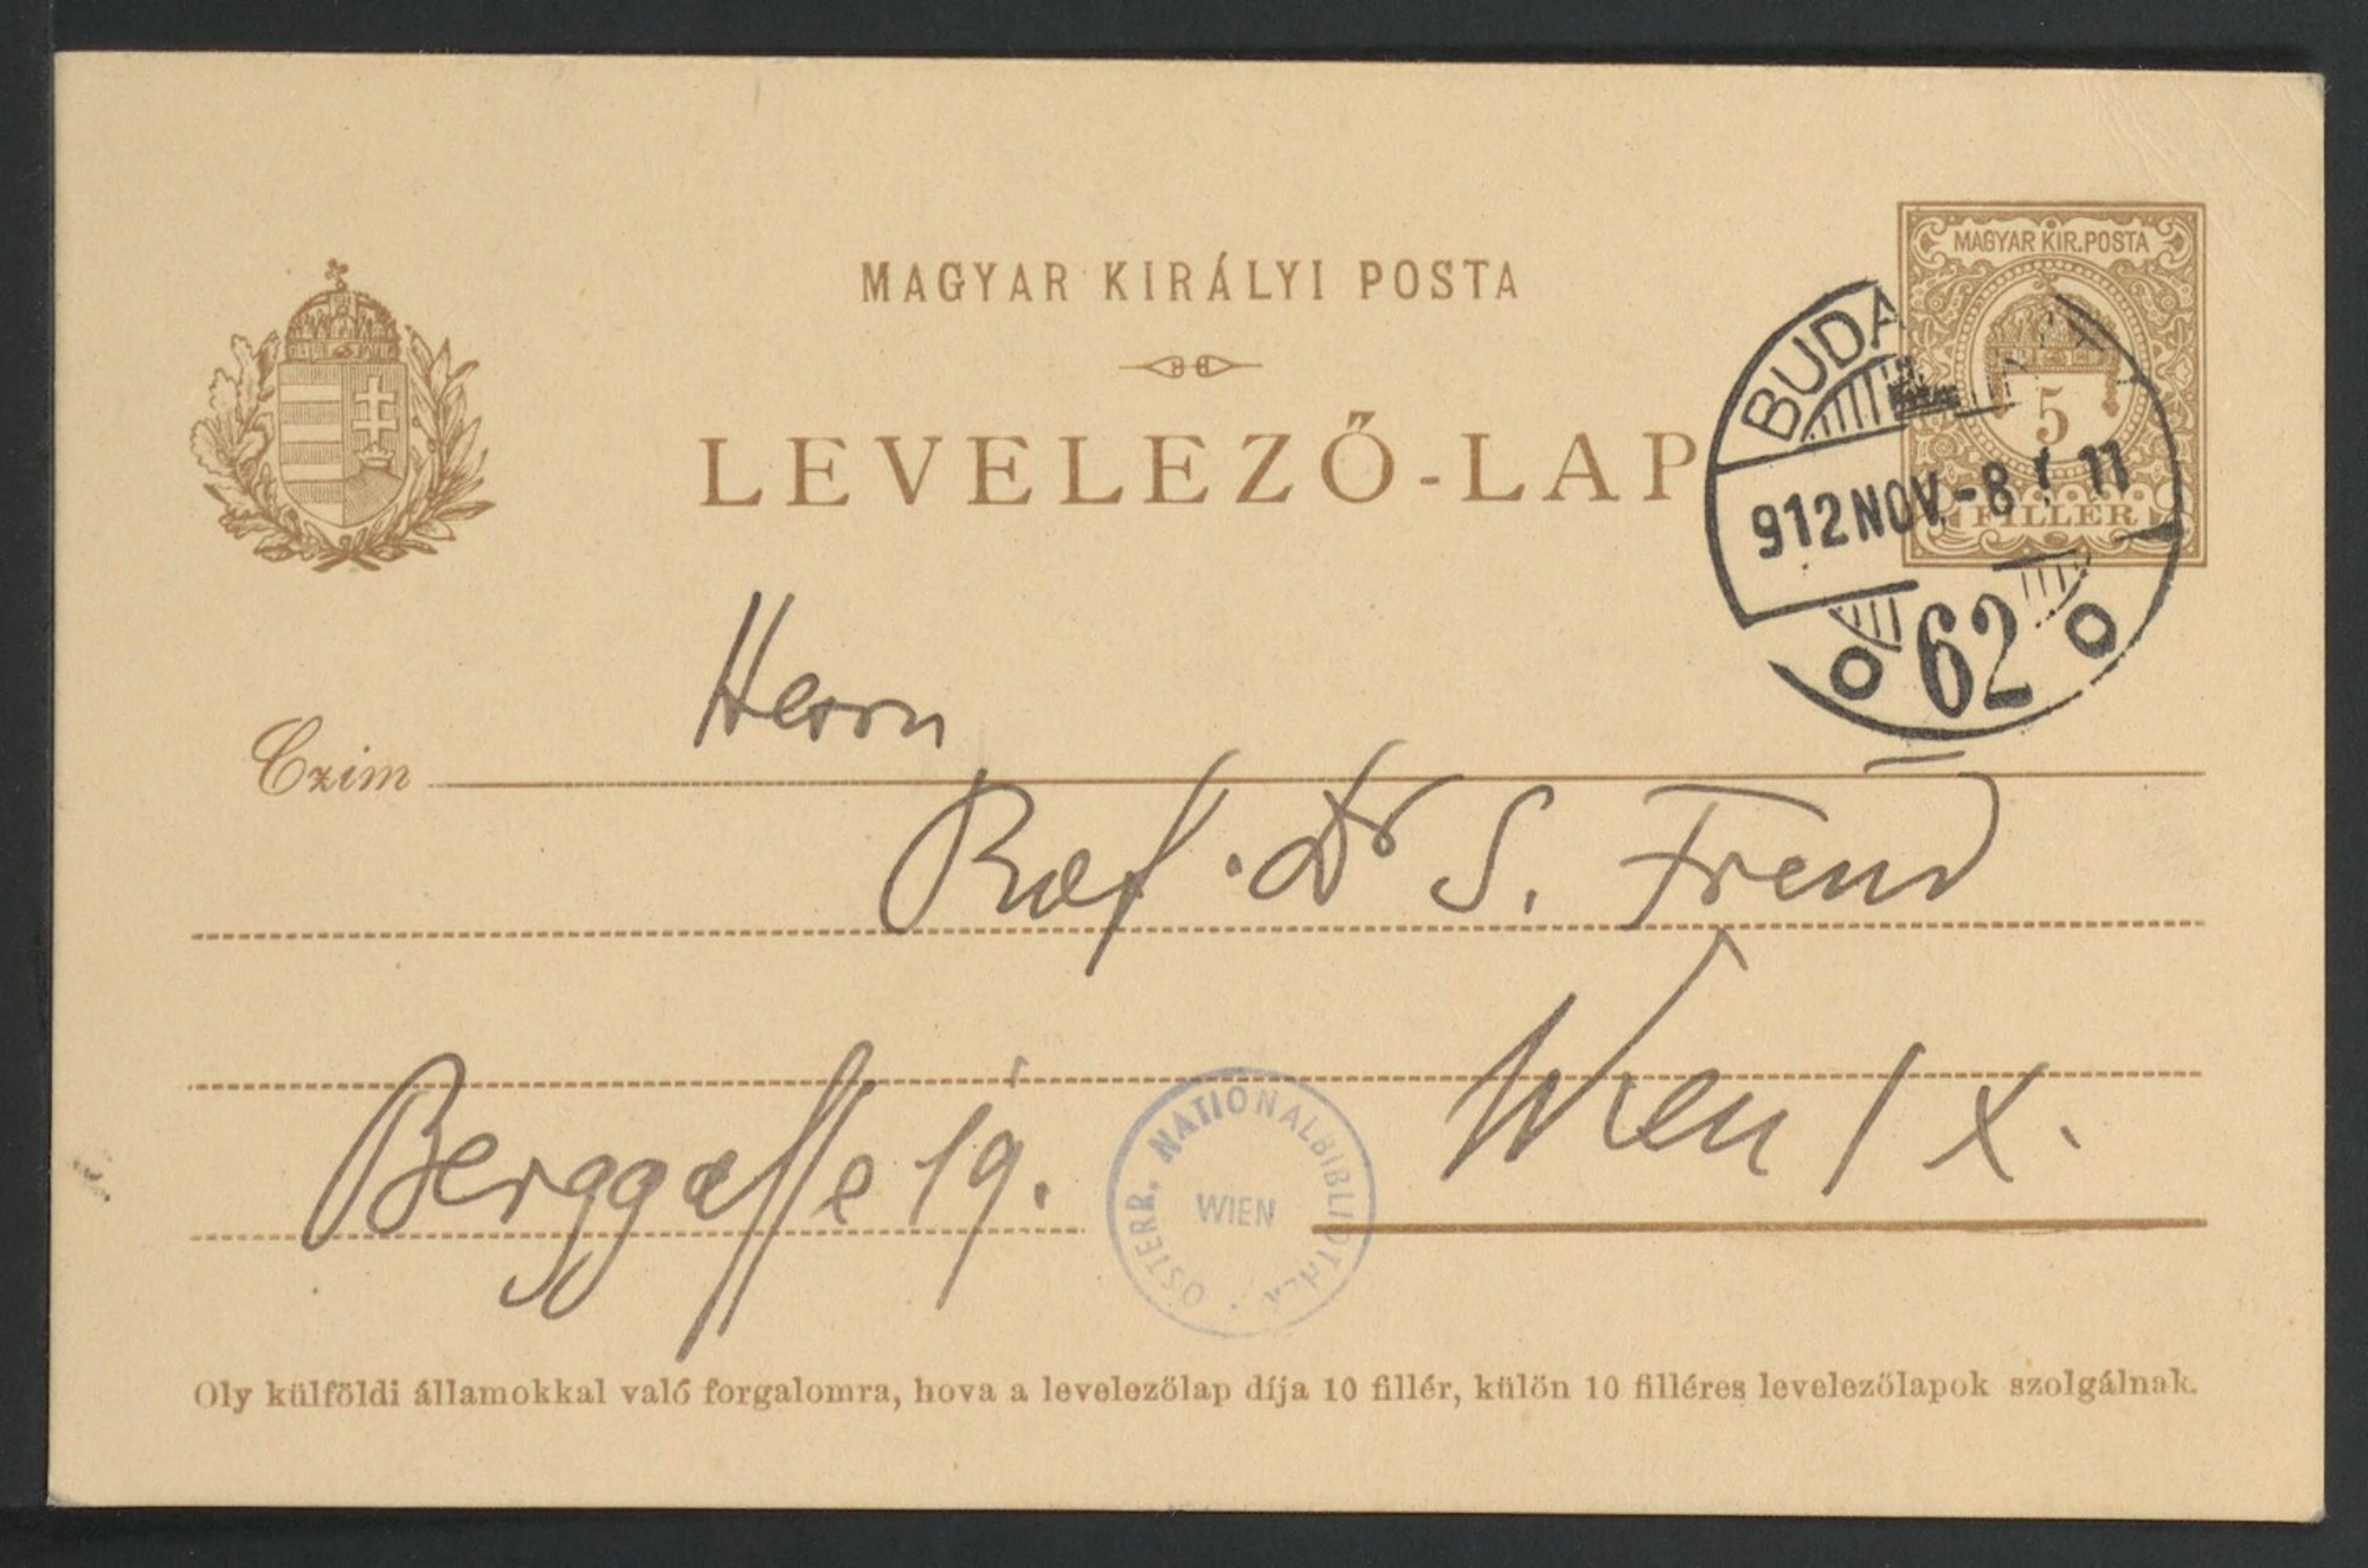 MAGYAR KIRÁLYI POSTA
LEVELEZŐ-LAP
MAGYAR KIR. POSTA
5
FILLÉR
BUDA
912 NOV. -8 11
62
Herrn
Czim
Prof. Dr S. Freud
Wien IX.
Berggasse 19.
ÖSTERR. NATIONALBIBLIOTHEK
WIEN
Oly külföldi államokkal való forgalomra, hova a levelezőlap díja 10 fillér, külön 10 filléres levelezőlapok szolgálnak.